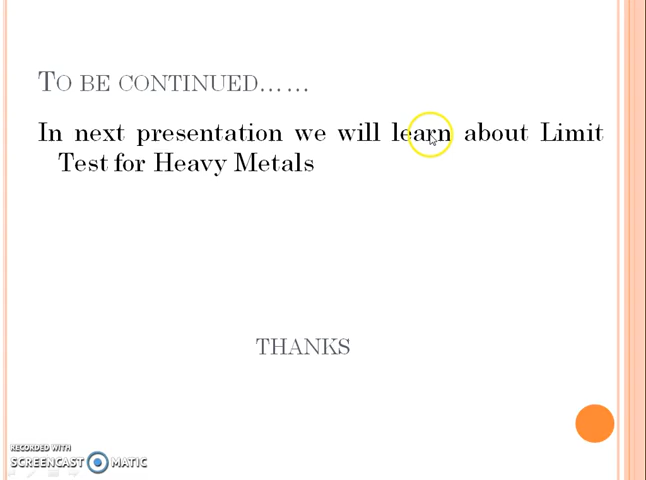 TO BE CONTINUED......
In next presentation we will learn about Limit
Test for Heavy Metals
THANKS
RECORDED WITH
SCREENCAST MATIC